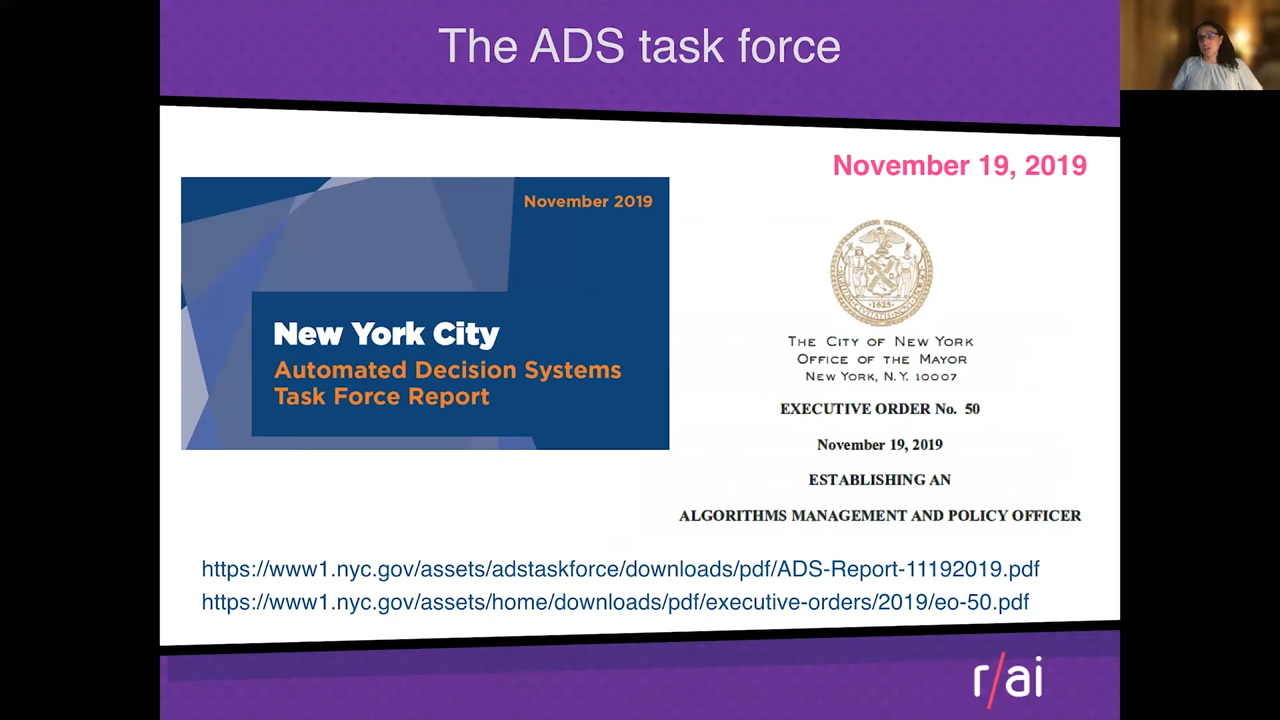 The ADS task force
November 19, 2019
November 2019
New York City
Automated Decision Systems
Task Force Report
1625
THE CITY OF NEW YORK
OFFICE OF THE MAYOR
NEW YORK, N.Y. 10007
EXECUTIVE ORDER No. 50
November 19, 2019
ESTABLISHING AN
ALGORITHMS MANAGEMENT AND POLICY OFFICER
https://www1.nyc.gov/assets/adstaskforce/downloads/pdf/ADS-Report-11192019.pdf
https://www1.nyc.gov/assets/home/downloads/pdf/executive-orders/2019/eo-50.pdf
r/ai